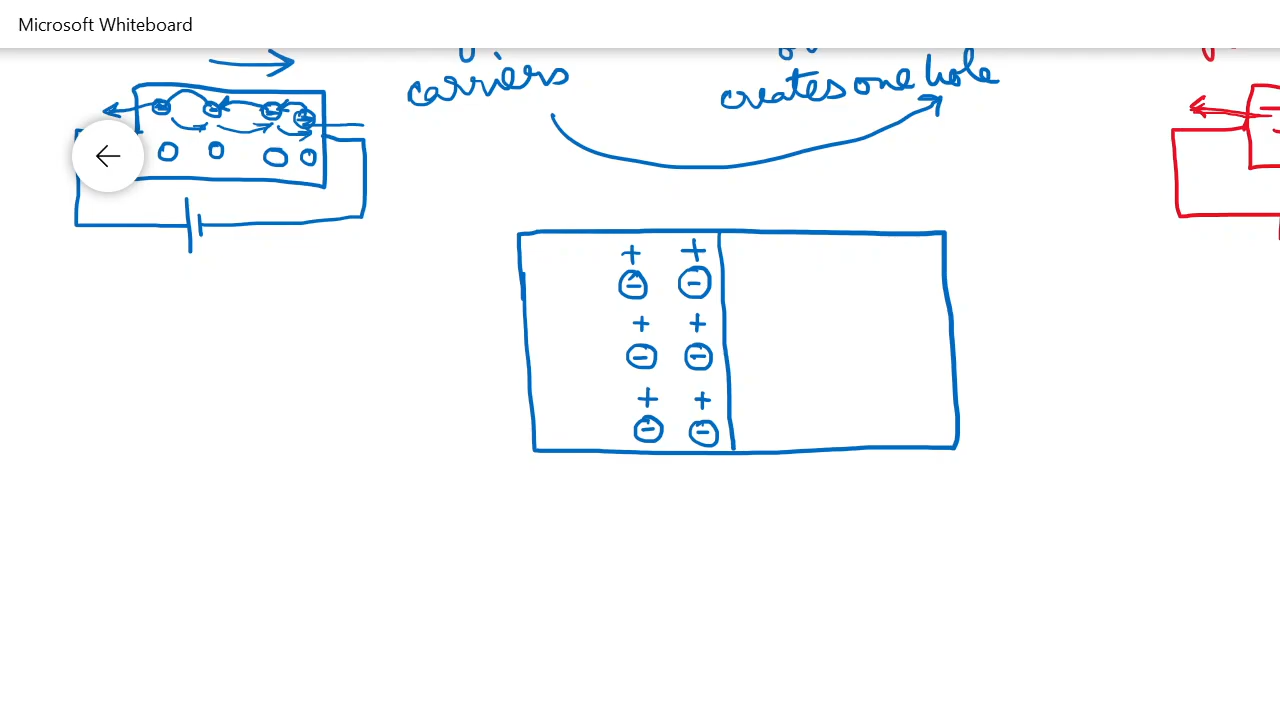 Microsoft Whiteboard
carriers
creates one hole
+ +
⊖ ⊖
+ +
⊖ ⊖
+ +
⊖ ⊖